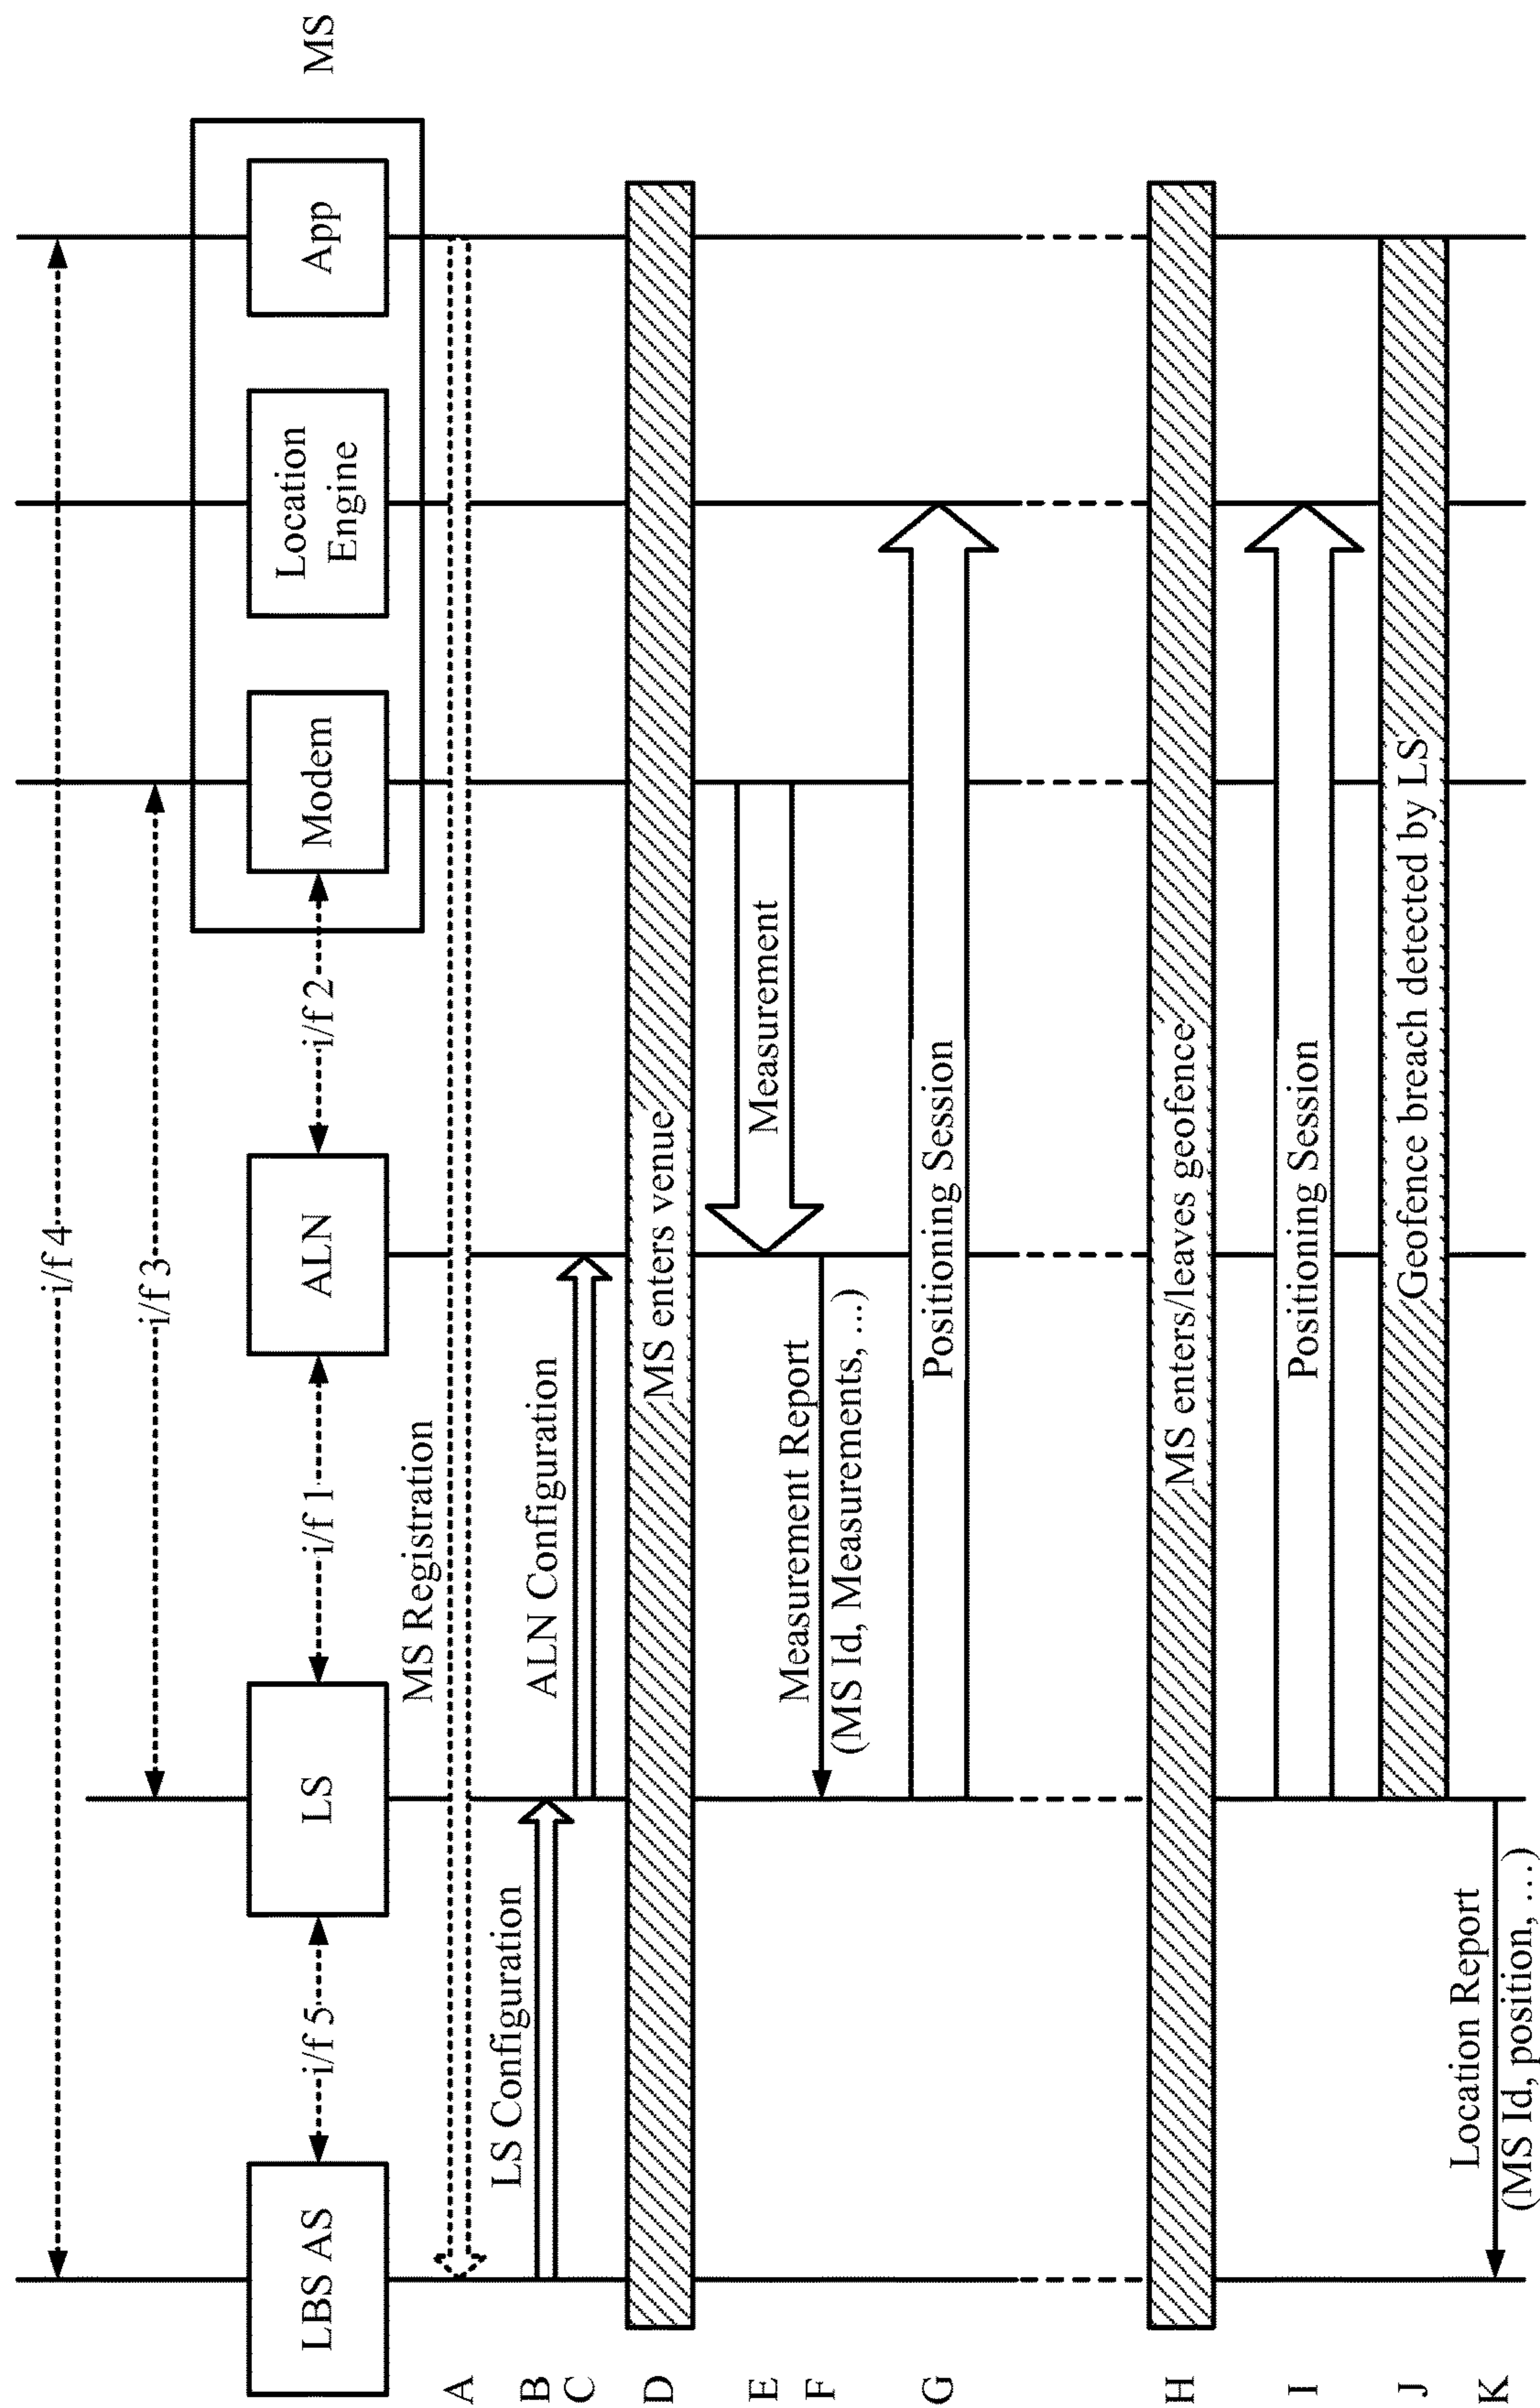 i/f 4
i/f 3
MS
LBS AS
i/f 5
LS
i/f 1
ALN
i/f 2
Modem
Location
Engine
App
A
MS Registration
B
LS Configuration
C
ALN Configuration
D
MS enters venue
E
Measurement
F
Measurement Report
(MS Id, Measurements, ...)
G
Positioning Session
H
MS enters/leaves geofence
I
Positioning Session
J
Geofence breach detected by LS
K
Location Report
(MS Id, position, …)